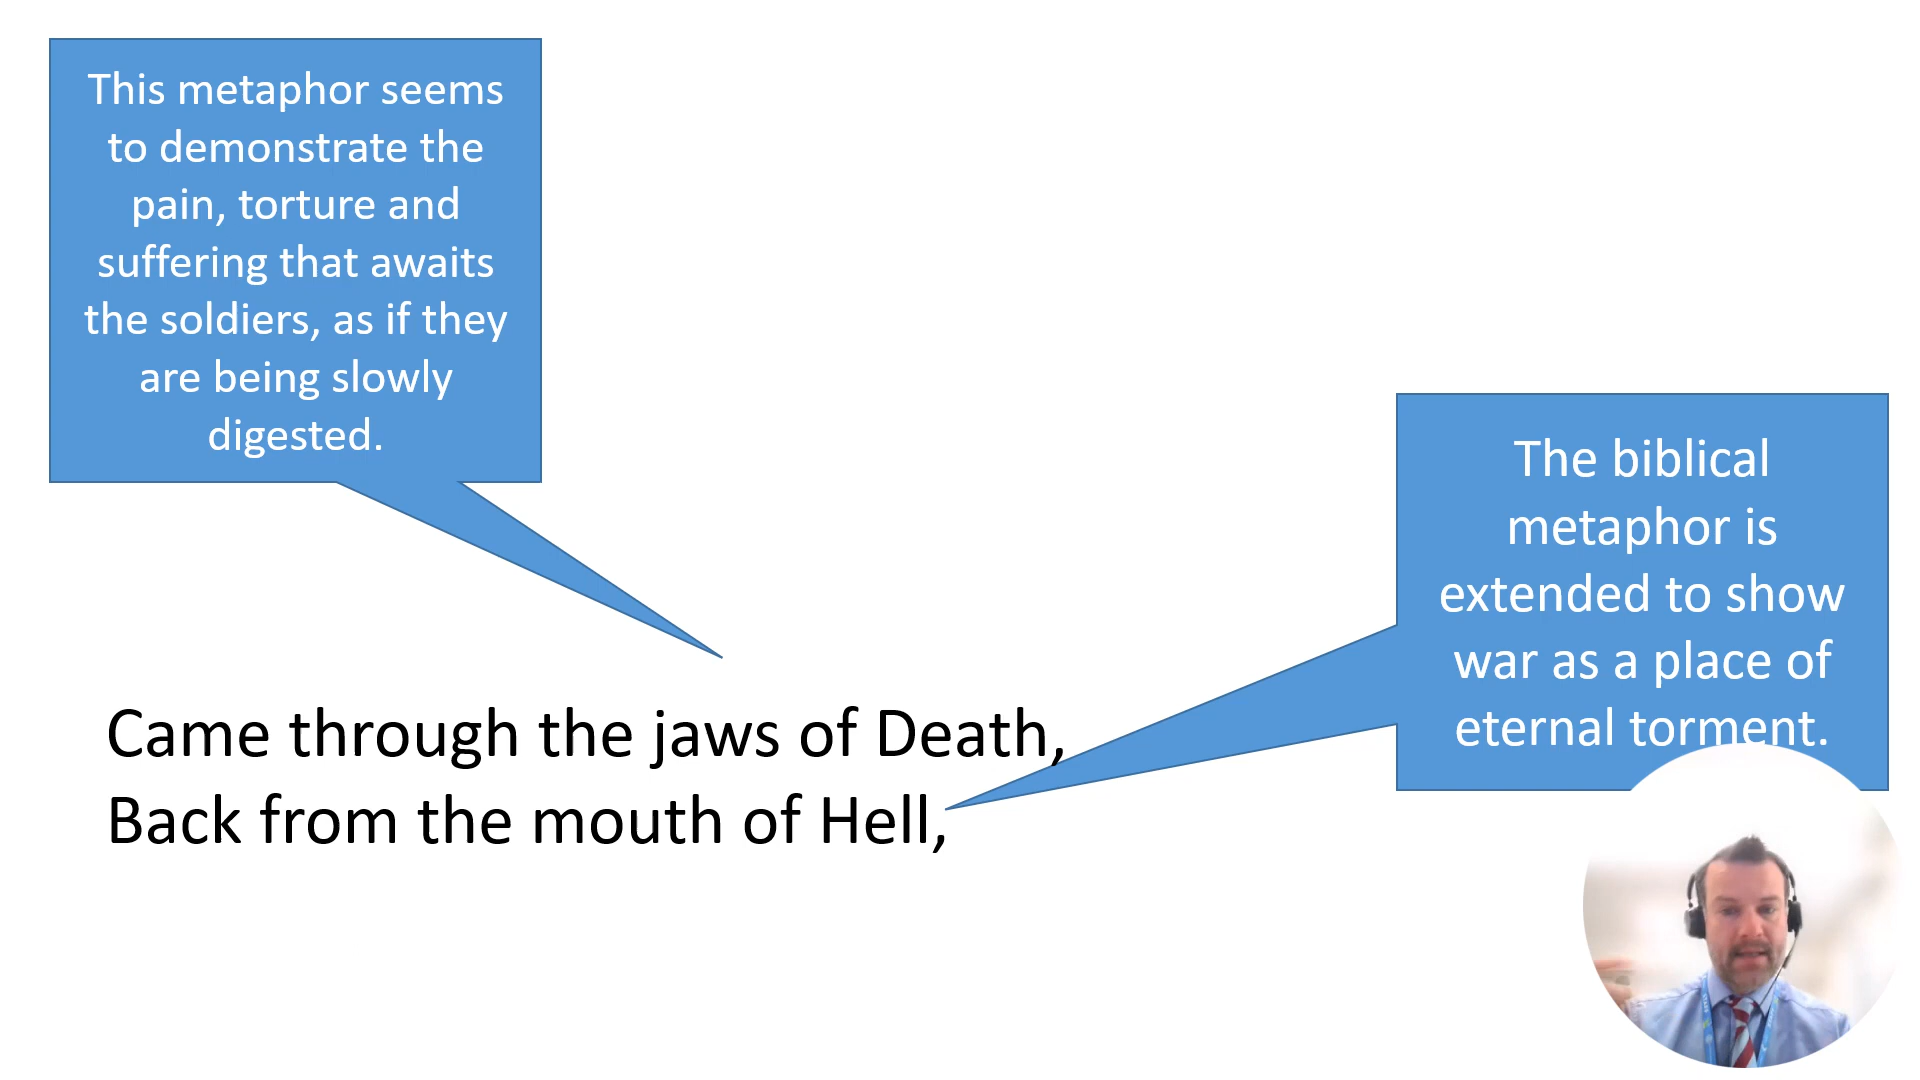 This metaphor seems
to demonstrate the
pain, torture and
suffering that awaits
the soldiers, as if they
are being slowly
digested.
The biblical
metaphor is
extended to show
war as a place of
eternal torment.
Came through the jaws of Death,
Back from the mouth of Hell,